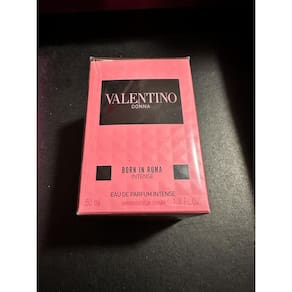 VALENTINO
DONNA
BORN IN ROMA
INTENSE
EAU DE PARFUM INTENSE